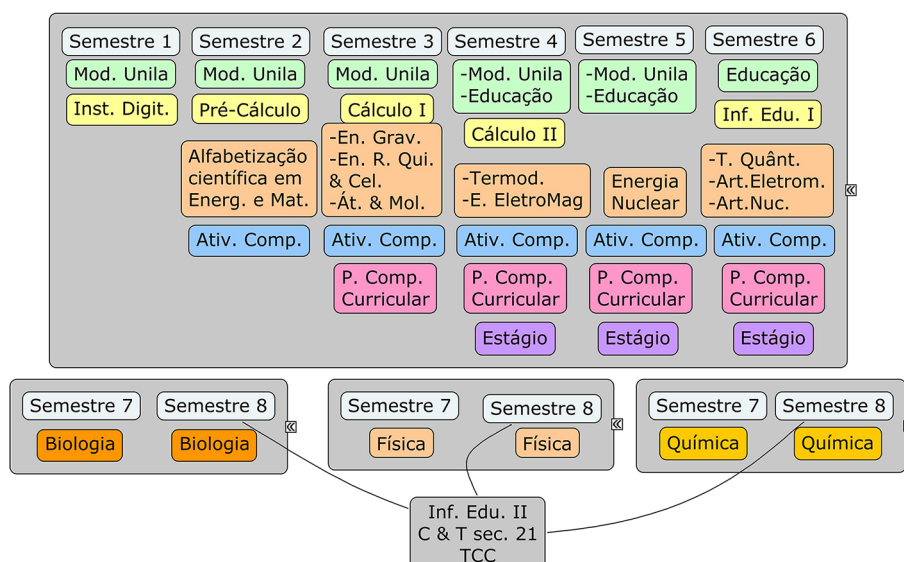 Semestre 1
Semestre 2
Semestre 3
Semestre 4
Semestre 5
Semestre 6
Mod. Unila
Mod. Unila
Mod. Unila
-Mod. Unila
-Educação
-Mod. Unila
-Educação
Educação
Inst. Digit.
Pré-Cálculo
Cálculo I
Cálculo II
Inf. Edu. I
Alfabetização
científica em
Energ. e Mat.
-En. Grav.
-En. R. Qui.
& Cel.
-Át. & Mol.
-Termod.
-E. EletroMag
Energia
Nuclear
-T. Quânt.
-Art.Eletrom.
-Art.Nuc.
Ativ. Comp.
Ativ. Comp.
Ativ. Comp.
Ativ. Comp.
Ativ. Comp.
P. Comp.
Curricular
P. Comp.
Curricular
P. Comp.
Curricular
P. Comp.
Curricular
Estágio
Estágio
Estágio
Semestre 7
Semestre 8
Biologia
Biologia
Semestre 7
Semestre 8
Física
Física
Semestre 7
Semestre 8
Química
Química
Inf. Edu. II
C & T sec. 21
TCC